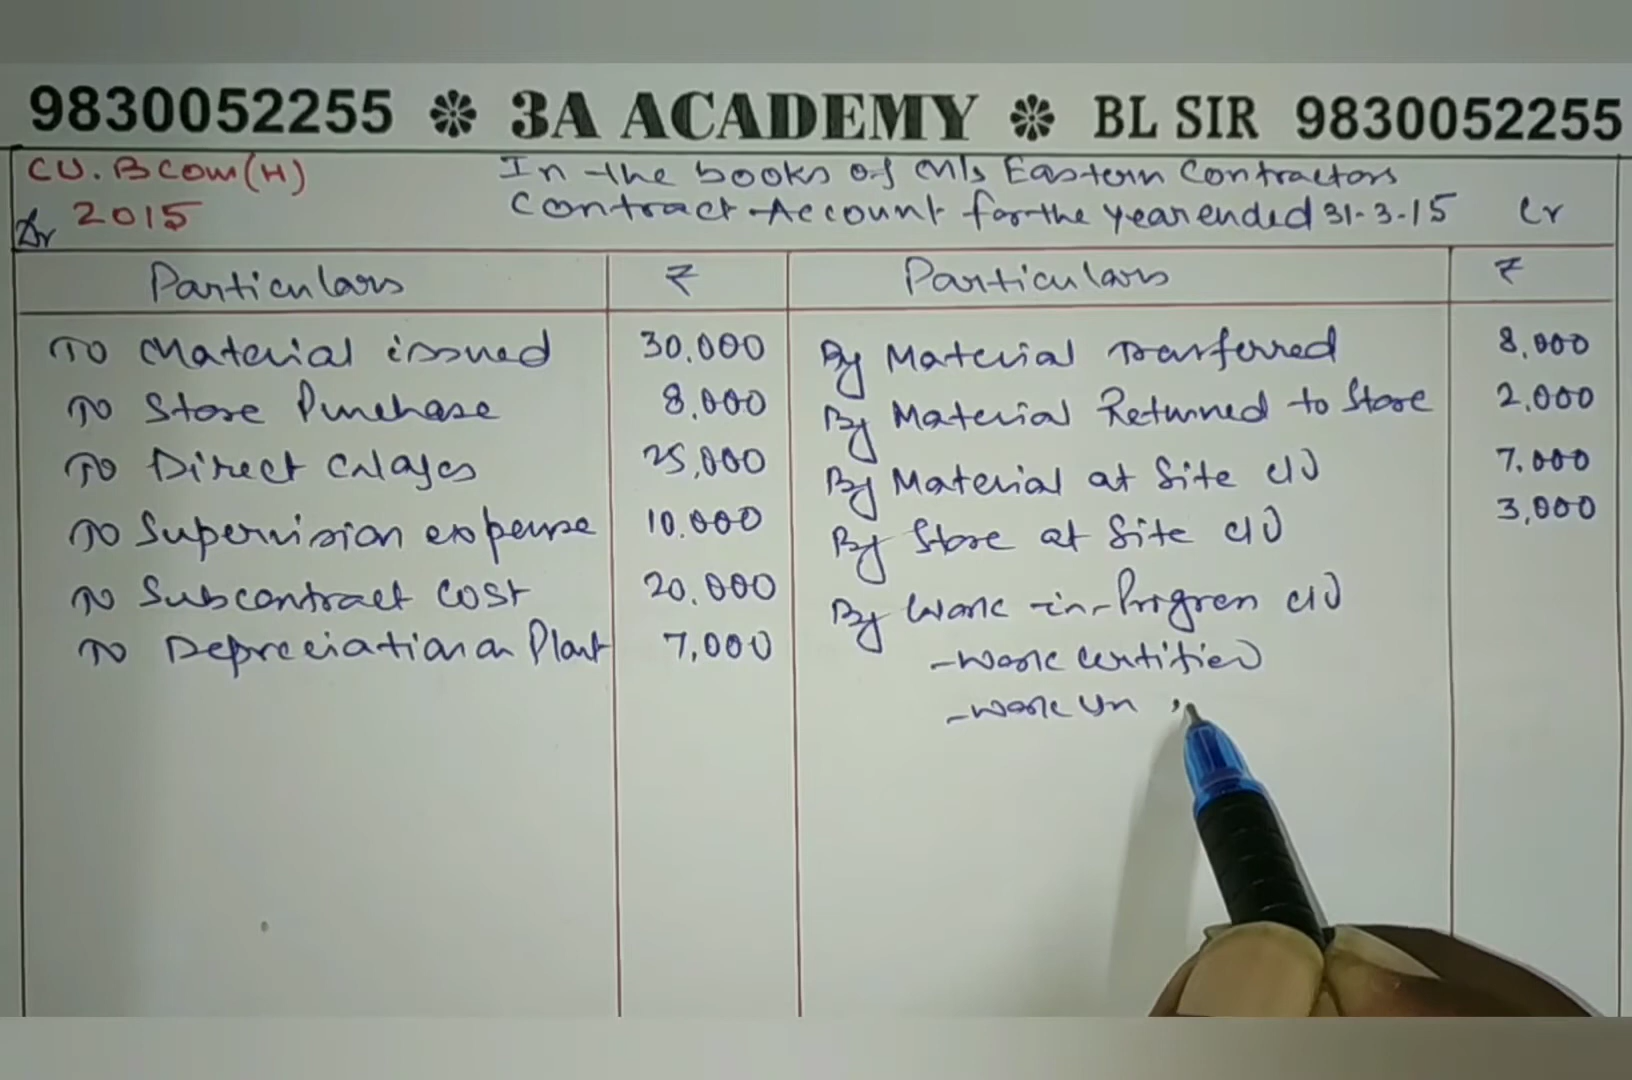 9830052255 ❋ 3A ACADEMY ❋ BL SIR 9830052255
CU. BCom(H)
2015
In the books of M/s Eastern Contractors
Contract Account for the year ended 31-3-15
Dr
Cr
Particulars ₹ Particulars ₹
To Material issued 30,000 By Material Transferred 8,000
To Store Purchase 8,000 By Material Returned to Store 2,000
To Direct Wages 25,000 By Material at Site c/d 7,000
To Supervision expense 10,000 By Store at Site c/d 3,000
To Subcontract Cost 20,000 By Work-in-Progress c/d
To Depreciation on Plant 7,000 -Work Certified
-Work Un "